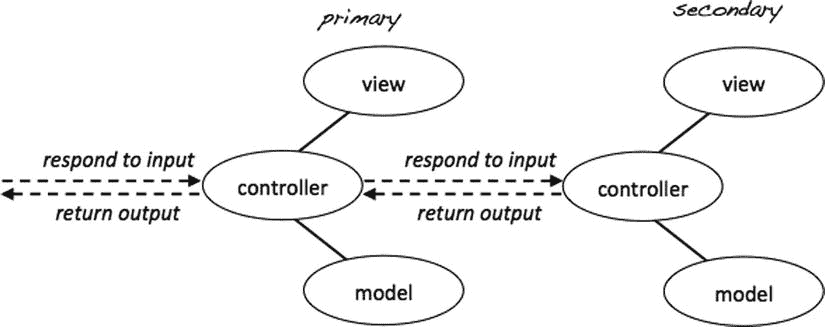 primary
secondary
view
view
respond to input
controller
respond to input
controller
return output
return output
model
model